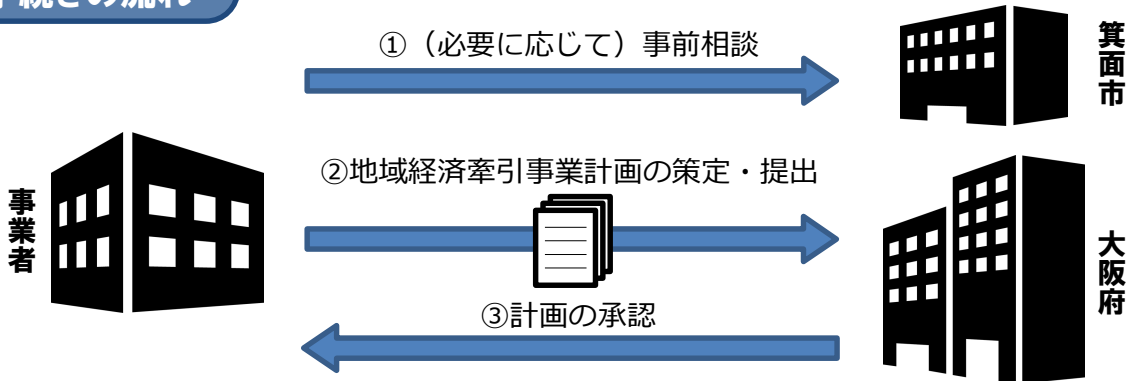 手続きの流れ
①（必要に応じて）事前相談
箕面市
②地域経済牽引事業計画の策定・提出
事業者
大阪府
③計画の承認